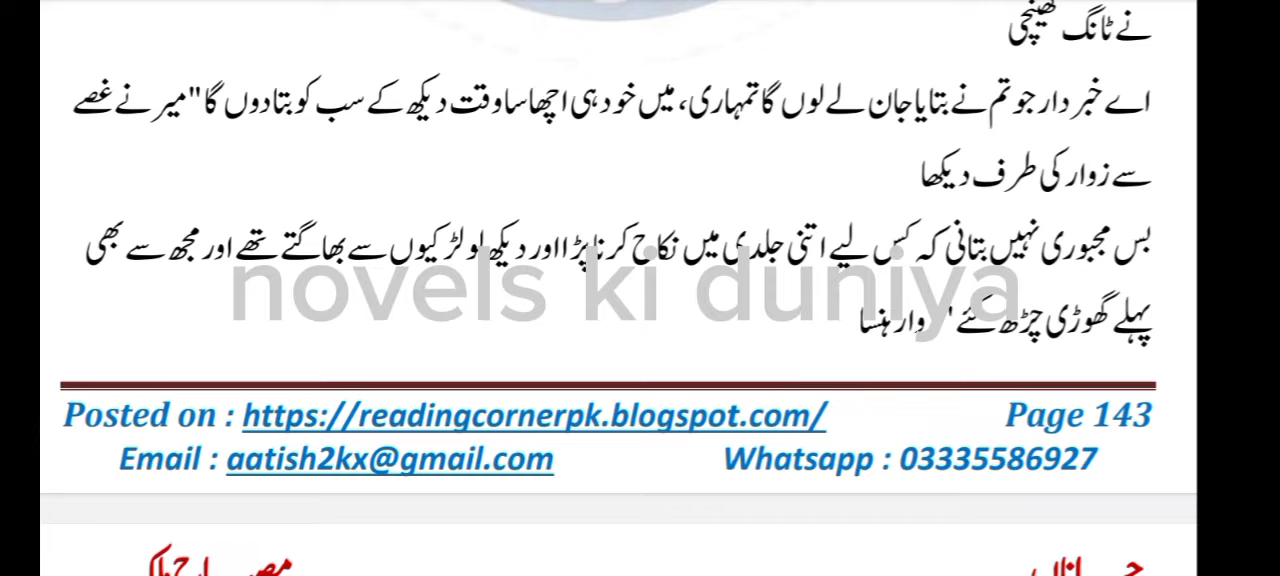 نے ٹانگ کھینچی
اے خبر دار جو تم نے بتایا جان لے لوں گا تمہاری، میں خود ہی اچھا سا وقت دیکھ کے سب کو بتا دوں گا" میر نے غصے
سے زوار کی طرف دیکھا
بس مجبوری نہیں بتانی کہ کس لیے اتنی جلدی میں نکاح کرنا پڑا اور دیکھ لو لڑکیوں سے بھاگتے تھے اور مجھ سے بھی
پہلے گھوڑی چڑھ گئے" وار ہنسا
novels ki duniya
Posted on : https://readingcornerpk.blogspot.com/ Page 143
Email : aatish2kx@gmail.com Whatsapp : 03335586927